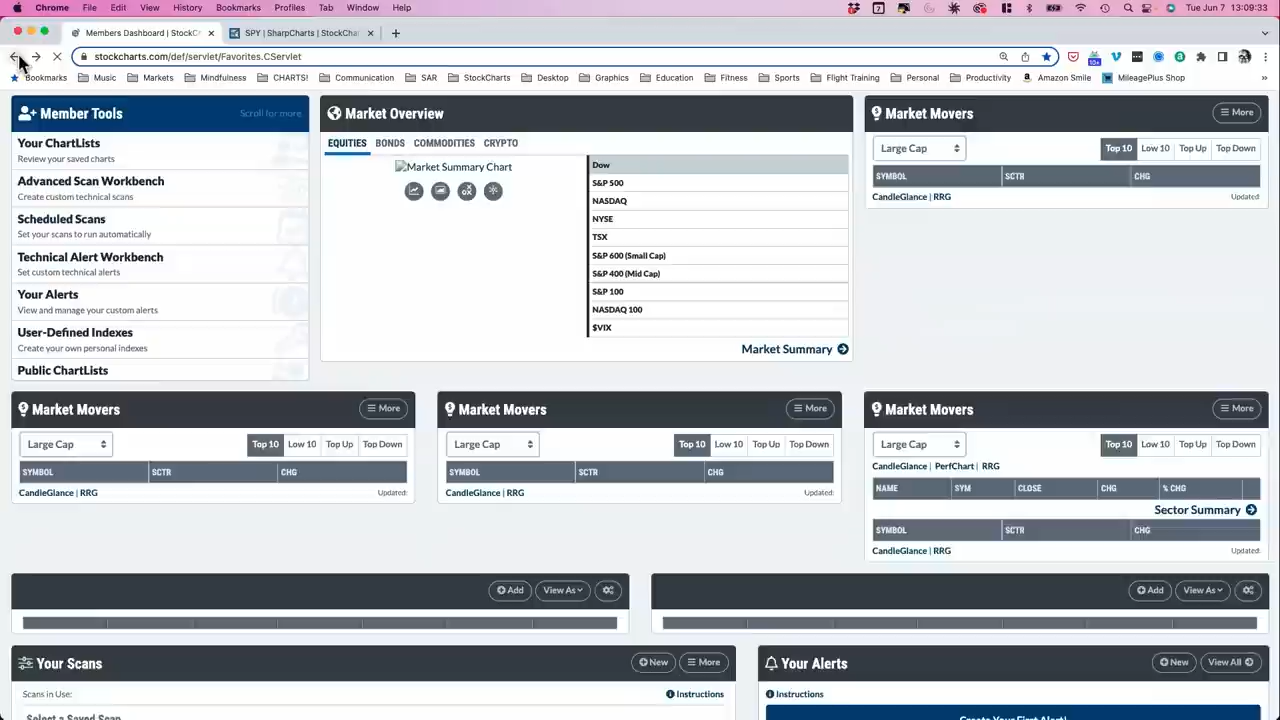 Chrome File Edit View History Bookmarks Profiles Tab Window Help
7
Tue Jun 7 13:09:33
Members Dashboard | StockC
SPY | SharpCharts | StockCha
stockcharts.com/def/servlet/Favorites.CServlet
10+
Bookmarks Music Markets Mindfulness CHARTS! Communication SAR StockCharts Desktop Graphics Education Fitness Sports Flight Training Personal Productivity Amazon Smile MileagePlus Shop »
Member Tools
Scroll for more
Your ChartLists
Review your saved charts
Advanced Scan Workbench
Create custom technical scans
Scheduled Scans
Set your scans to run automatically
Technical Alert Workbench
Set custom technical alerts
Your Alerts
View and manage your custom alerts
User-Defined Indexes
Create your own personal indexes
Public ChartLists
Market Overview
EQUITIES BONDS COMMODITIES CRYPTO
Market Summary Chart
Dow
S&P 500
NASDAQ
NYSE
TSX
S&P 600 (Small Cap)
S&P 400 (Mid Cap)
S&P 100
NASDAQ 100
$VIX
Market Summary
Market Movers
More
Large Cap
Top 10 Low 10 Top Up Top Down
SYMBOL SCTR CHG
CandleGlance | RRG
Updated:
Market Movers
More
Large Cap
Top 10 Low 10 Top Up Top Down
SYMBOL SCTR CHG
CandleGlance | RRG
Updated:
Market Movers
More
Large Cap
Top 10 Low 10 Top Up Top Down
SYMBOL SCTR CHG
CandleGlance | RRG
Updated:
Market Movers
More
Large Cap
Top 10 Low 10 Top Up Top Down
CandleGlance | PerfChart | RRG
NAME SYM CLOSE CHG % CHG
Sector Summary
SYMBOL SCTR CHG
CandleGlance | RRG
Updated:
Add View As
Add View As
Your Scans
New More
Scans in Use:
Instructions
Select a Saved Scan
Your Alerts
New View All
Instructions
Create Your First Alert!